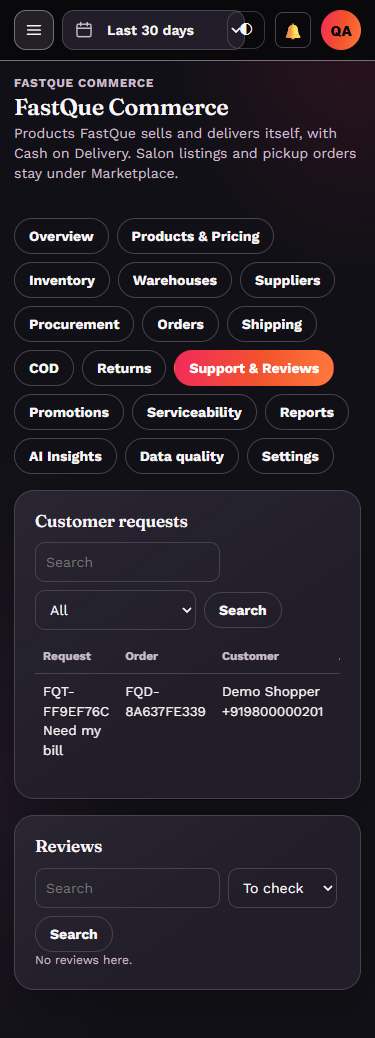 Last 30 days
QA
FASTQUE COMMERCE
FastQue Commerce
Products FastQue sells and delivers itself, with
Cash on Delivery. Salon listings and pickup orders
stay under Marketplace.
Overview
Products & Pricing
Inventory
Warehouses
Suppliers
Procurement
Orders
Shipping
COD
Returns
Support & Reviews
Promotions
Serviceability
Reports
AI Insights
Data quality
Settings
Customer requests
Search
All
Search
Request Order Customer
FQT- FQD- Demo Shopper
FF9EF76C 8A637FE339 +919800000201
Need my
bill
Reviews
Search
To check
Search
No reviews here.